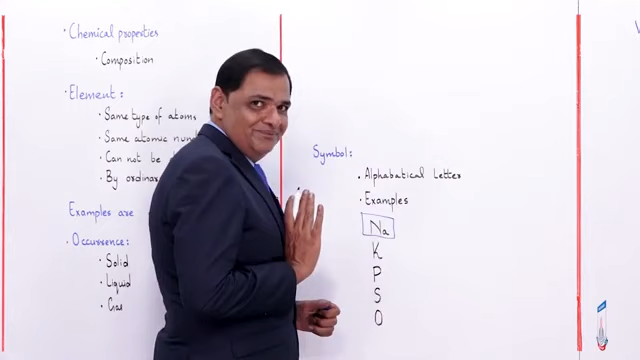 · Chemical properties
· Composition
· Element:
· Same type of atoms
· Same atomic num
· Can not be
· By ordinar
Examples are
· Occurrence:
· Solid
· Liquid
· Gas
Symbol:
· Alphabatical Letter
· Examples
Na
K
P
S
O